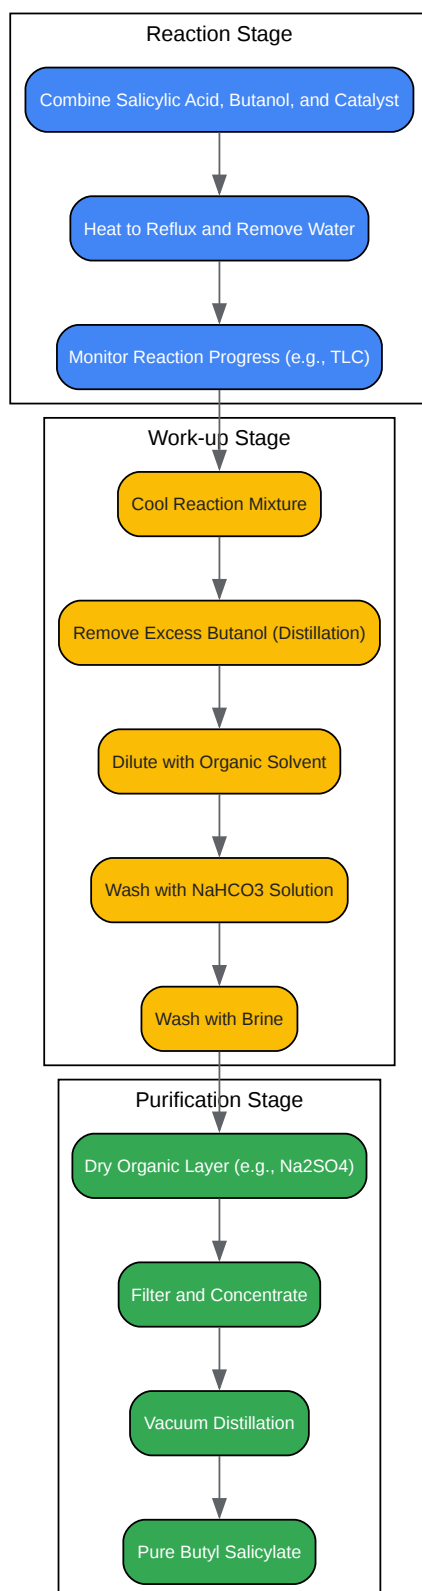 Reaction Stage
Combine Salicylic Acid, Butanol, and Catalyst
Heat to Reflux and Remove Water
Monitor Reaction Progress (e.g., TLC)
Work-up Stage
Cool Reaction Mixture
Remove Excess Butanol (Distillation)
Dilute with Organic Solvent
Wash with NaHCO3 Solution
Wash with Brine
Purification Stage
Dry Organic Layer (e.g., Na2SO4)
Filter and Concentrate
Vacuum Distillation
Pure Butyl Salicylate